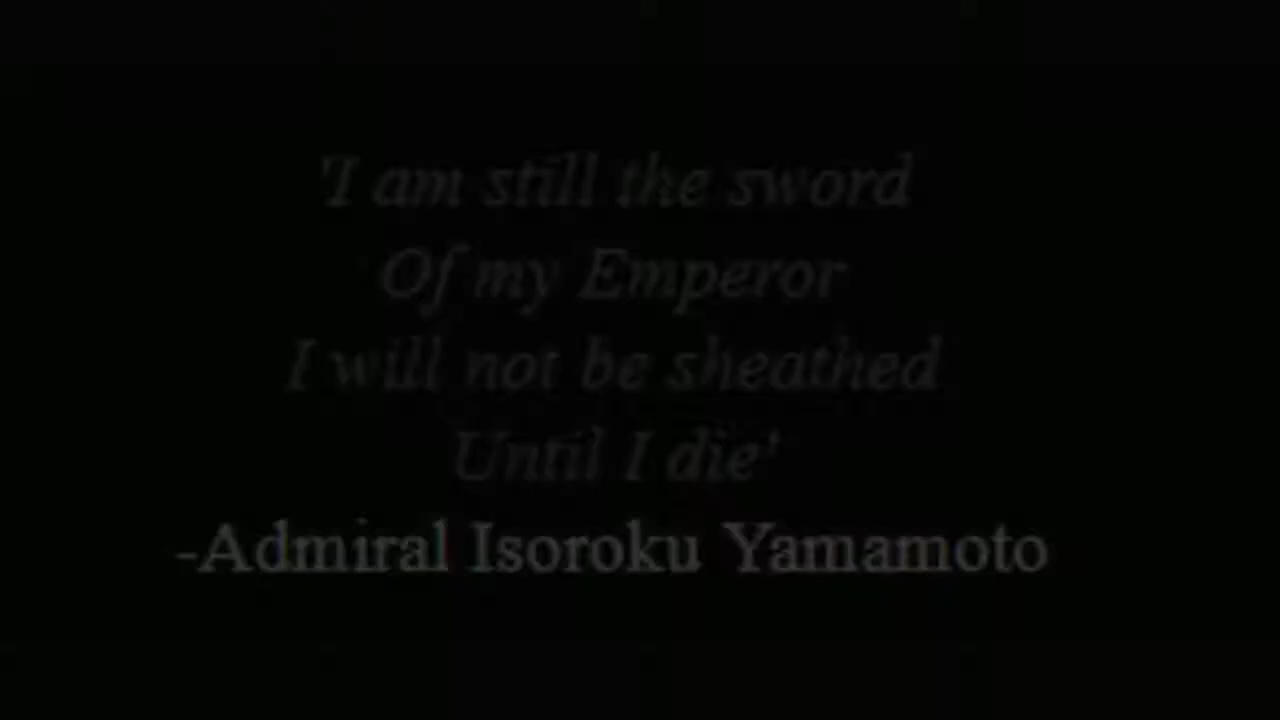 'I am still the sword
Of my Emperor
I will not be sheathed
Until I die'
-Admiral Isoroku Yamamoto